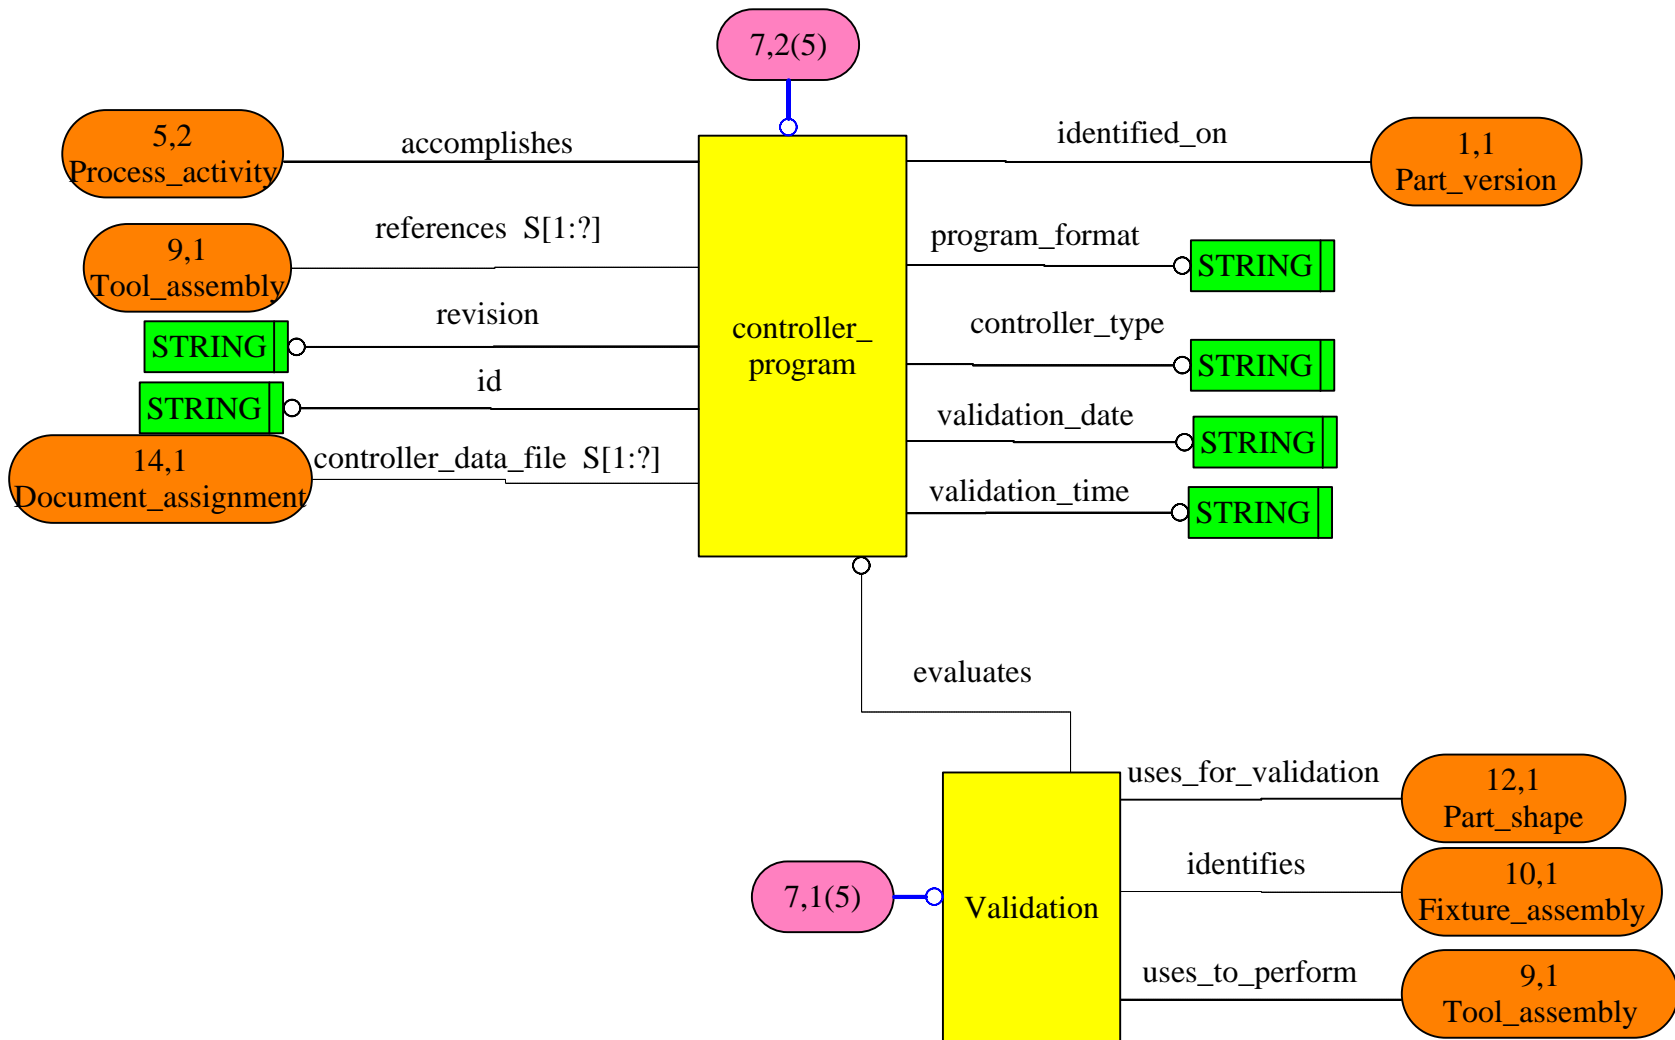 7,2(5)
5,2
Process_activity
accomplishes
identified_on
1,1
Part_version
9,1
Tool_assembly
references S[1:?]
program_format
STRING
revision
STRING
controller_
program
controller_type
STRING
id
STRING
validation_date
STRING
14,1
Document_assignment
controller_data_file S[1:?]
validation_time
STRING
evaluates
uses_for_validation
12,1
Part_shape
7,1(5)
Validation
identifies
10,1
Fixture_assembly
uses_to_perform
9,1
Tool_assembly